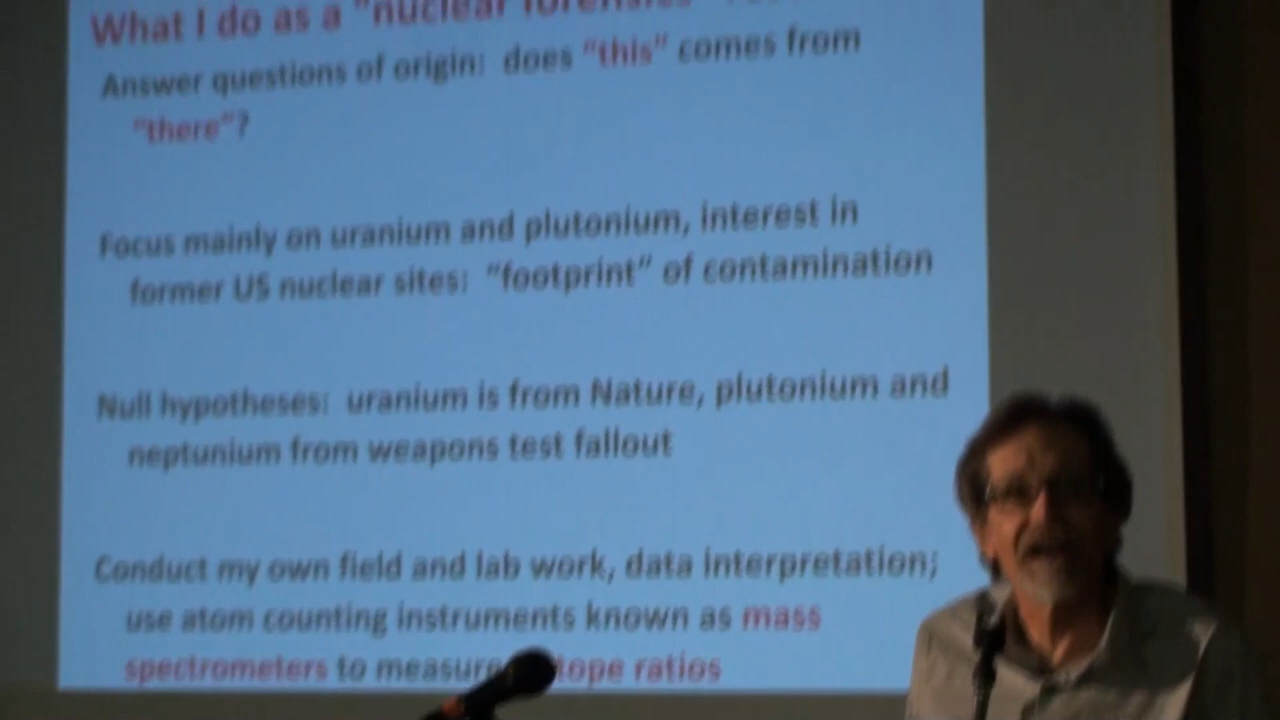 What I do as a "nuclear forensics"
Answer questions of origin: does "this" comes from
"there"?
Focus mainly on uranium and plutonium, interest in
former US nuclear sites: "footprint" of contamination
Null hypotheses: uranium is from Nature, plutonium and
neptunium from weapons test fallout
Conduct my own field and lab work, data interpretation;
use atom counting instruments known as mass
spectrometers to measure tope ratios